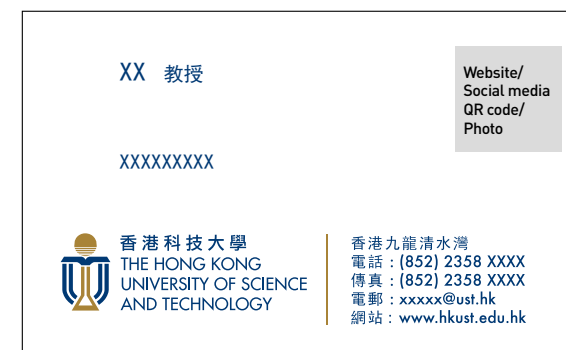 XX 教授
Website/
Social media
QR code/
Photo
XXXXXXXXX
香港科技大學
THE HONG KONG
UNIVERSITY OF SCIENCE
AND TECHNOLOGY
香港九龍清水灣
電話：(852) 2358 XXXX
傳真：(852) 2358 XXXX
電郵：xxxxx@ust.hk
網站：www.hkust.edu.hk